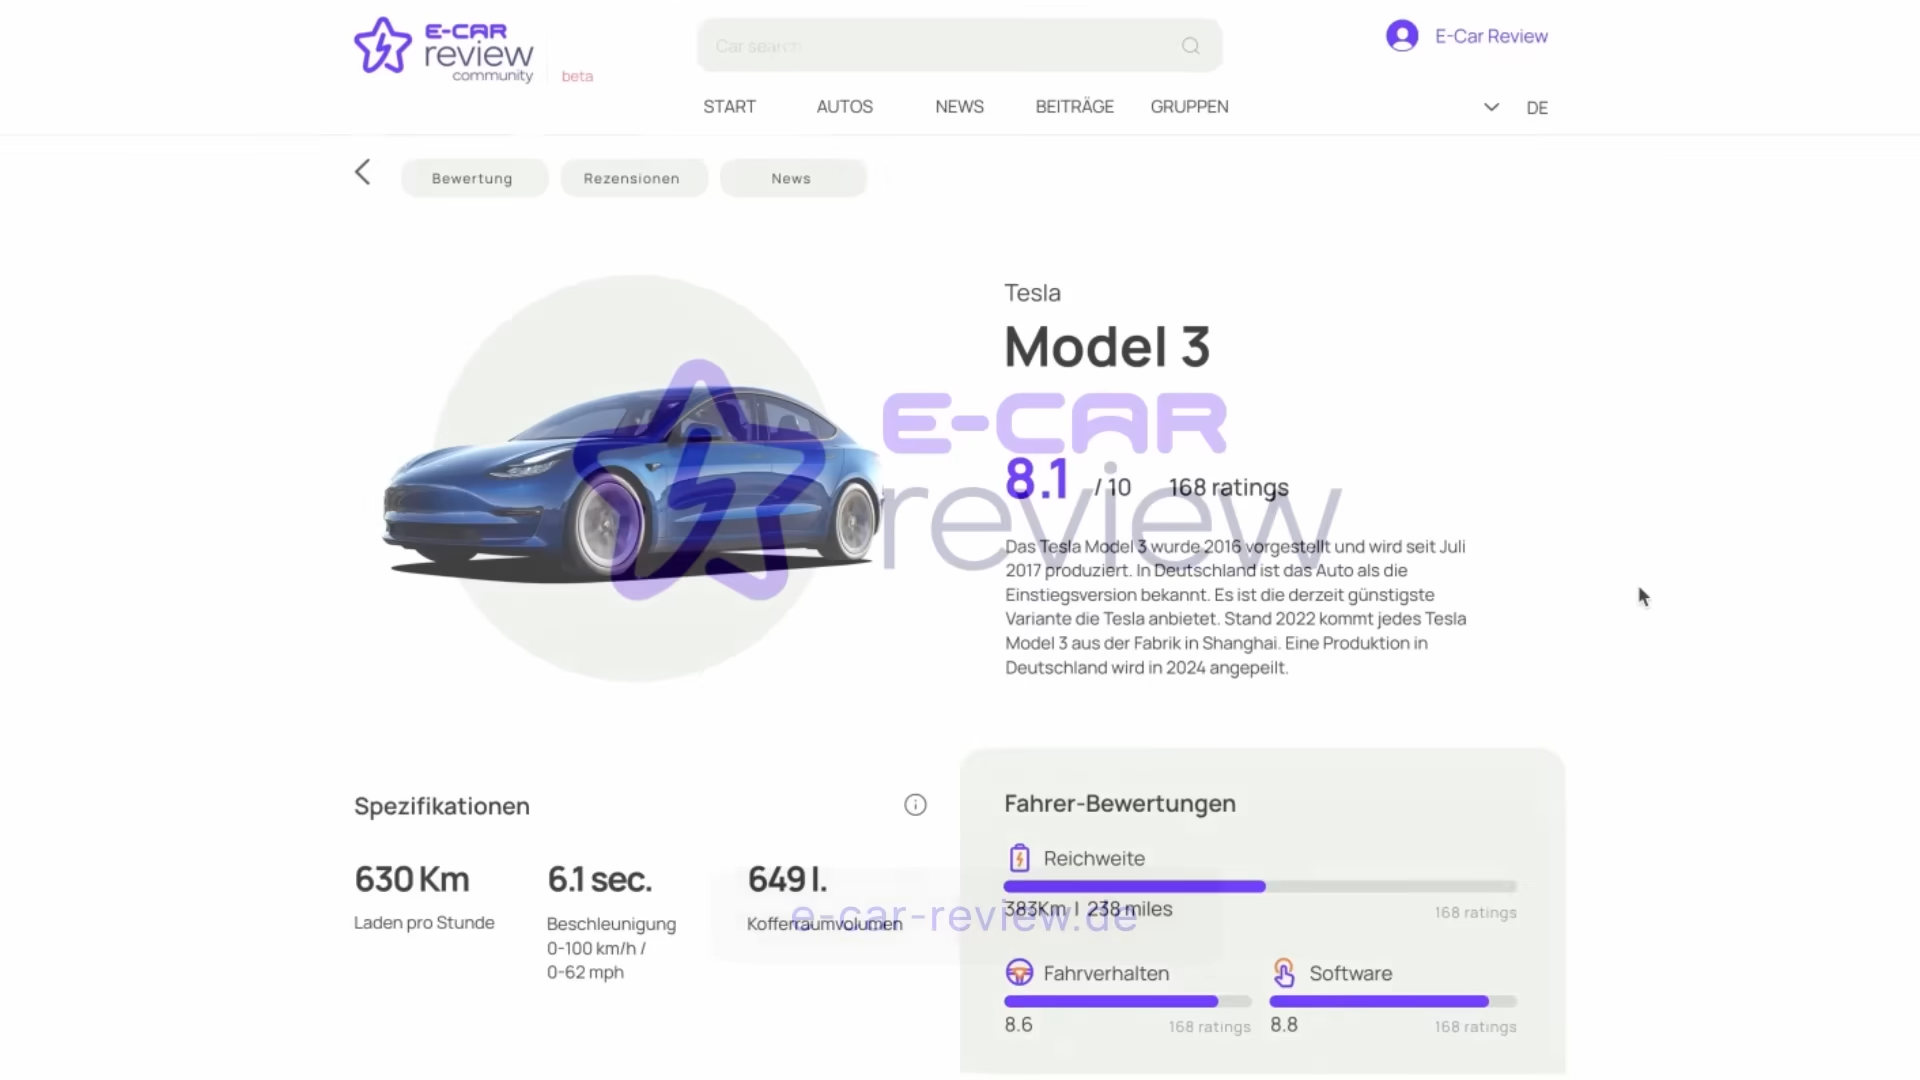 E-CAR
review
community
beta
Car search
E-Car Review
START
AUTOS
NEWS
BEITRÄGE
GRUPPEN
DE
Bewertung
Rezensionen
News
Tesla
Model 3
E-CAR
review
8.1 / 10 168 ratings
Das Tesla Model 3 wurde 2016 vorgestellt und wird seit Juli
2017 produziert. In Deutschland ist das Auto als die
Einstiegsversion bekannt. Es ist die derzeit günstigste
Variante die Tesla anbietet. Stand 2022 kommt jedes Tesla
Model 3 aus der Fabrik in Shanghai. Eine Produktion in
Deutschland wird in 2024 angepeilt.
Spezifikationen
630 Km
Laden pro Stunde
6.1 sec.
Beschleunigung
0-100 km/h /
0-62 mph
649 l.
Kofferraumvolumen
e-car-review.de
Fahrer-Bewertungen
Reichweite
383Km | 238 miles
168 ratings
Fahrverhalten
8.6
168 ratings
Software
8.8
168 ratings